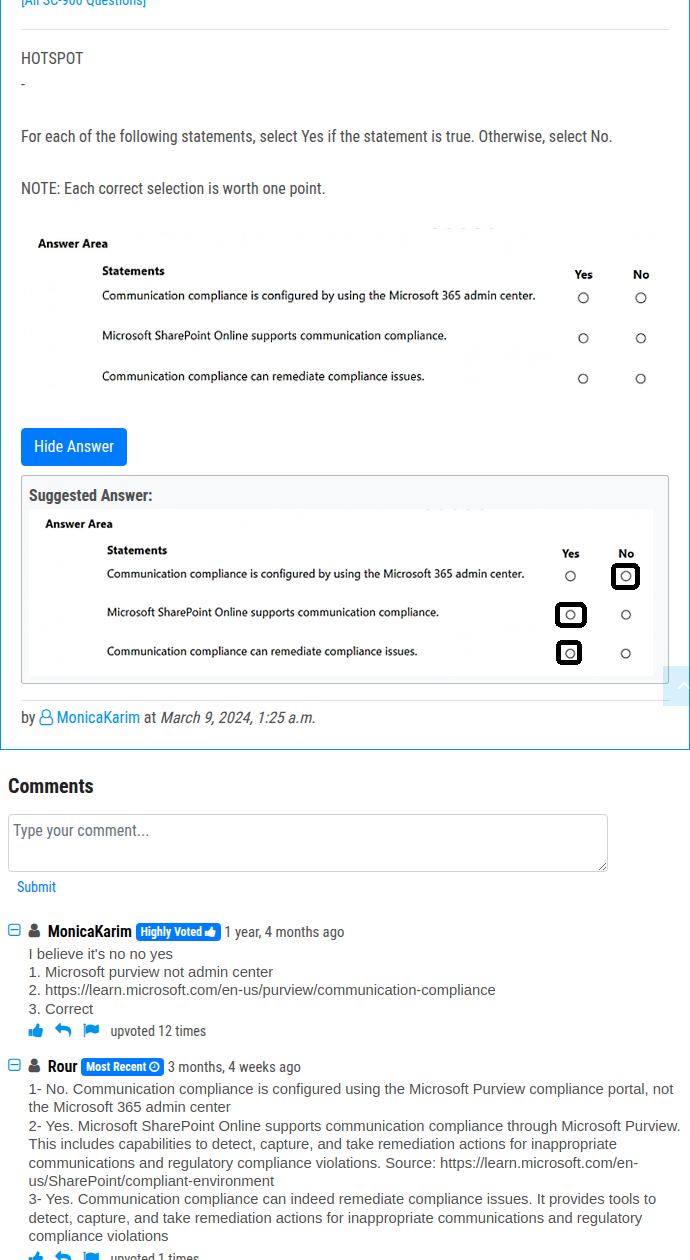 [All SC-900 Questions]
HOTSPOT
-
For each of the following statements, select Yes if the statement is true. Otherwise, select No.
NOTE: Each correct selection is worth one point.
Answer Area
Statements Yes No
Communication compliance is configured by using the Microsoft 365 admin center.
Microsoft SharePoint Online supports communication compliance.
Communication compliance can remediate compliance issues.
Hide Answer
Suggested Answer:
Answer Area
Statements Yes No
Communication compliance is configured by using the Microsoft 365 admin center.
Microsoft SharePoint Online supports communication compliance.
Communication compliance can remediate compliance issues.
by MonicaKarim at March 9, 2024, 1:25 a.m.
Comments
Type your comment...
Submit
MonicaKarim Highly Voted 1 year, 4 months ago
I believe it's no no yes
1. Microsoft purview not admin center
2. https://learn.microsoft.com/en-us/purview/communication-compliance
3. Correct
upvoted 12 times
Rour Most Recent 3 months, 4 weeks ago
1- No. Communication compliance is configured using the Microsoft Purview compliance portal, not
the Microsoft 365 admin center
2- Yes. Microsoft SharePoint Online supports communication compliance through Microsoft Purview.
This includes capabilities to detect, capture, and take remediation actions for inappropriate
communications and regulatory compliance violations. Source: https://learn.microsoft.com/en-
us/SharePoint/compliant-environment
3- Yes. Communication compliance can indeed remediate compliance issues. It provides tools to
detect, capture, and take remediation actions for inappropriate communications and regulatory
compliance violations
upvoted 1 times